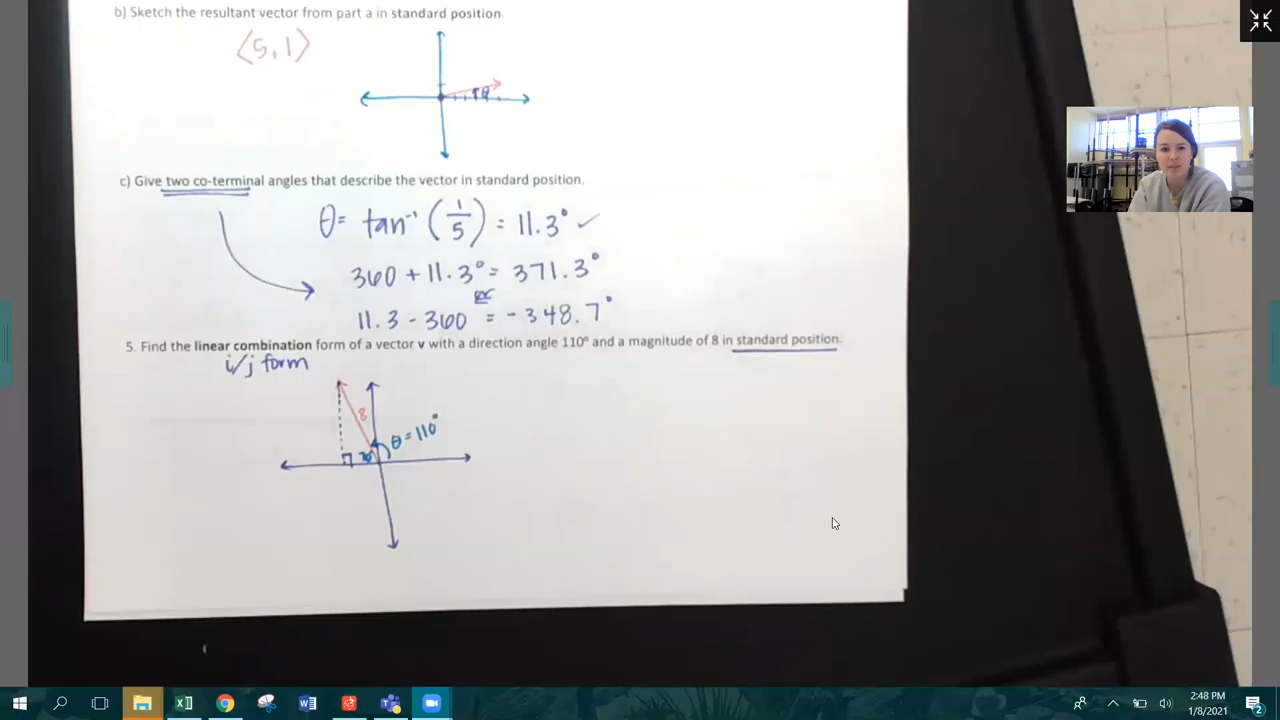 b) Sketch the resultant vector from part a in standard position
⟨5, 1⟩
θ
c) Give two co-terminal angles that describe the vector in standard position.
θ= tan⁻¹ (1/5) = 11.3° ✓
360 + 11.3° = 371.3°
or
11.3 - 360 = -348.7°
5. Find the linear combination form of a vector v with a direction angle 110° and a magnitude of 8 in standard position.
i/j form
8
θ = 110°
70
2:48 PM
1/8/2021
2